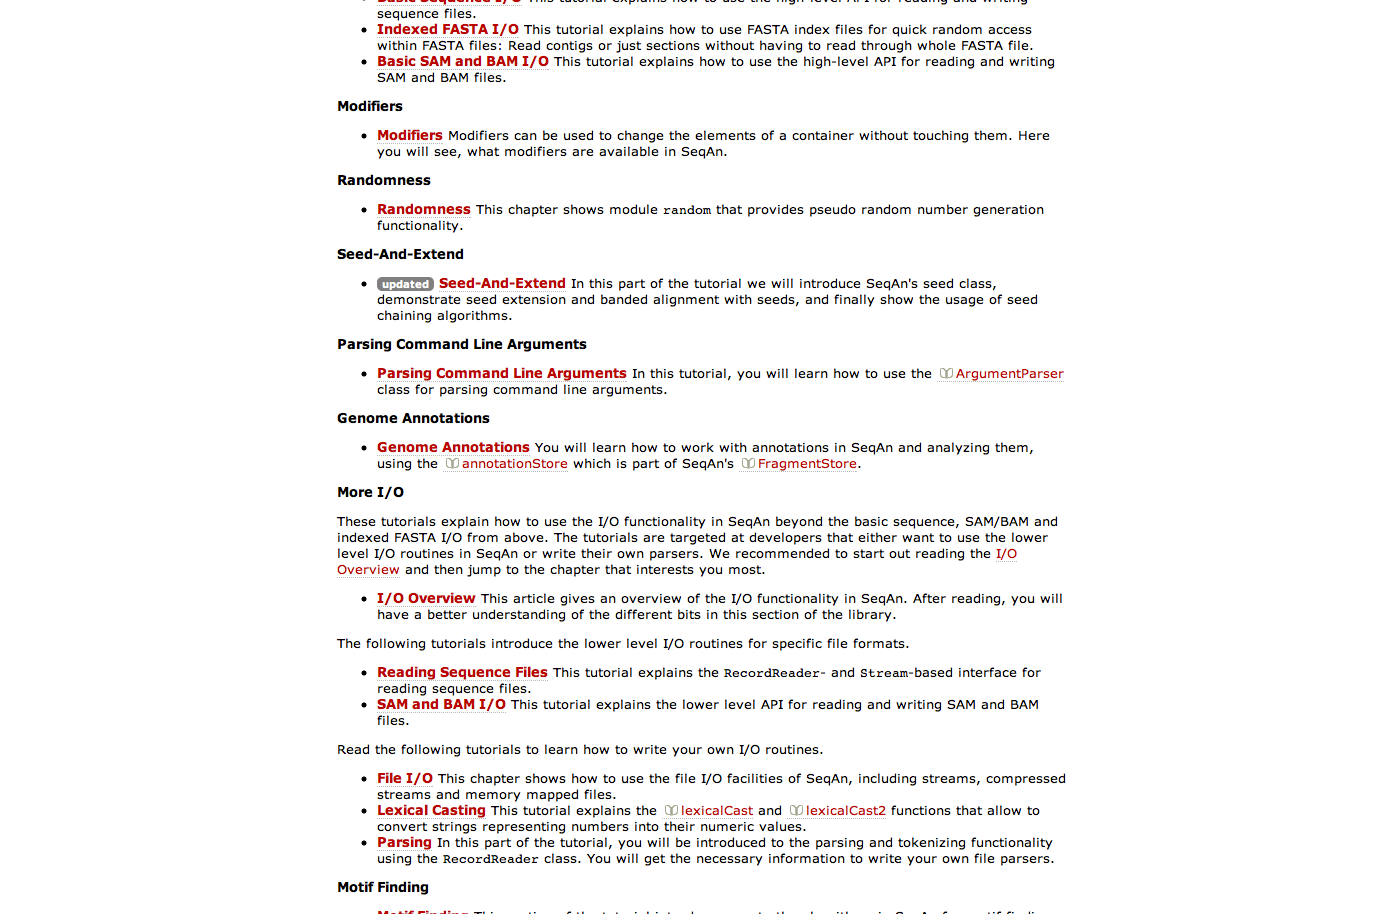 Basic Sequence I/O This tutorial explains how to use the high-level API for reading and writing
sequence files.
Indexed FASTA I/O This tutorial explains how to use FASTA index files for quick random access
within FASTA files: Read contigs or just sections without having to read through whole FASTA file.
Basic SAM and BAM I/O This tutorial explains how to use the high-level API for reading and writing
SAM and BAM files.
Modifiers
Modifiers Modifiers can be used to change the elements of a container without touching them. Here
you will see, what modifiers are available in SeqAn.
Randomness
Randomness This chapter shows module random that provides pseudo random number generation
functionality.
Seed-And-Extend
updated Seed-And-Extend In this part of the tutorial we will introduce SeqAn's seed class,
demonstrate seed extension and banded alignment with seeds, and finally show the usage of seed
chaining algorithms.
Parsing Command Line Arguments
Parsing Command Line Arguments In this tutorial, you will learn how to use the ArgumentParser
class for parsing command line arguments.
Genome Annotations
Genome Annotations You will learn how to work with annotations in SeqAn and analyzing them,
using the annotationStore which is part of SeqAn's FragmentStore.
More I/O
These tutorials explain how to use the I/O functionality in SeqAn beyond the basic sequence, SAM/BAM and
indexed FASTA I/O from above. The tutorials are targeted at developers that either want to use the lower
level I/O routines in SeqAn or write their own parsers. We recommended to start out reading the I/O
Overview and then jump to the chapter that interests you most.
I/O Overview This article gives an overview of the I/O functionality in SeqAn. After reading, you will
have a better understanding of the different bits in this section of the library.
The following tutorials introduce the lower level I/O routines for specific file formats.
Reading Sequence Files This tutorial explains the RecordReader- and Stream-based interface for
reading sequence files.
SAM and BAM I/O This tutorial explains the lower level API for reading and writing SAM and BAM
files.
Read the following tutorials to learn how to write your own I/O routines.
File I/O This chapter shows how to use the file I/O facilities of SeqAn, including streams, compressed
streams and memory mapped files.
Lexical Casting This tutorial explains the lexicalCast and lexicalCast2 functions that allow to
convert strings representing numbers into their numeric values.
Parsing In this part of the tutorial, you will be introduced to the parsing and tokenizing functionality
using the RecordReader class. You will get the necessary information to write your own file parsers.
Motif Finding